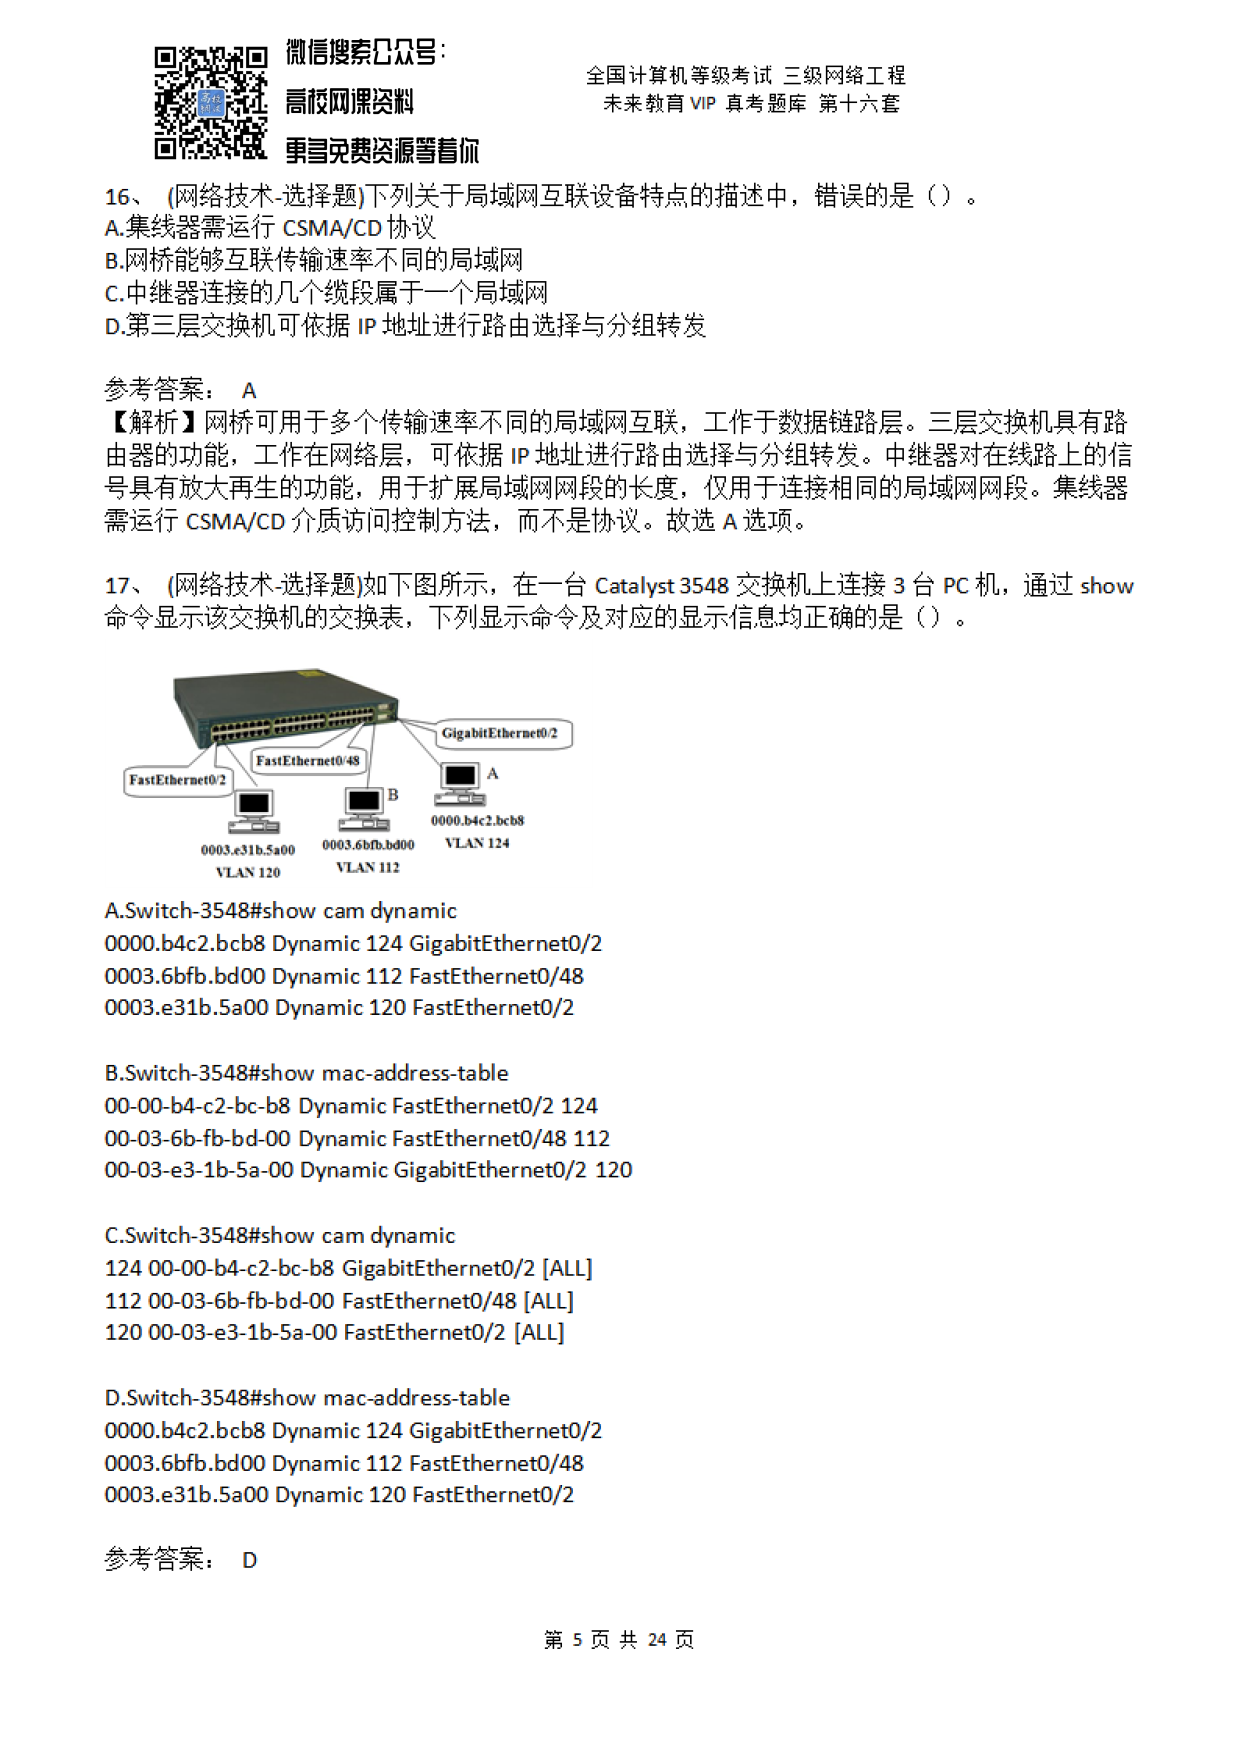 微信搜索公众号：
高校网课资料
更多免费资源等着你
高校
网课
全国计算机等级考试 三级网络工程
未来教育 VIP 真考题库 第十六套
16、 (网络技术-选择题)下列关于局域网互联设备特点的描述中，错误的是（）。
A.集线器需运行 CSMA/CD 协议
B.网桥能够互联传输速率不同的局域网
C.中继器连接的几个缆段属于一个局域网
D.第三层交换机可依据 IP 地址进行路由选择与分组转发
参考答案： A
【解析】网桥可用于多个传输速率不同的局域网互联，工作于数据链路层。三层交换机具有路
由器的功能，工作在网络层，可依据 IP 地址进行路由选择与分组转发。中继器对在线路上的信
号具有放大再生的功能，用于扩展局域网网段的长度，仅用于连接相同的局域网网段。集线器
需运行 CSMA/CD 介质访问控制方法，而不是协议。故选 A 选项。
17、 (网络技术-选择题)如下图所示，在一台 Catalyst 3548 交换机上连接 3 台 PC 机，通过 show
命令显示该交换机的交换表，下列显示命令及对应的显示信息均正确的是（）。
GigabitEthernet0/2
FastEthernet0/48
FastEthernet0/2
A
B
0000.b4c2.bcb8
VLAN 124
0003.6bfb.bd00
VLAN 112
0003.e31b.5a00
VLAN 120
A.Switch-3548#show cam dynamic
0000.b4c2.bcb8 Dynamic 124 GigabitEthernet0/2
0003.6bfb.bd00 Dynamic 112 FastEthernet0/48
0003.e31b.5a00 Dynamic 120 FastEthernet0/2
B.Switch-3548#show mac-address-table
00-00-b4-c2-bc-b8 Dynamic FastEthernet0/2 124
00-03-6b-fb-bd-00 Dynamic FastEthernet0/48 112
00-03-e3-1b-5a-00 Dynamic GigabitEthernet0/2 120
C.Switch-3548#show cam dynamic
124 00-00-b4-c2-bc-b8 GigabitEthernet0/2 [ALL]
112 00-03-6b-fb-bd-00 FastEthernet0/48 [ALL]
120 00-03-e3-1b-5a-00 FastEthernet0/2 [ALL]
D.Switch-3548#show mac-address-table
0000.b4c2.bcb8 Dynamic 124 GigabitEthernet0/2
0003.6bfb.bd00 Dynamic 112 FastEthernet0/48
0003.e31b.5a00 Dynamic 120 FastEthernet0/2
参考答案： D
第 5 页 共 24 页